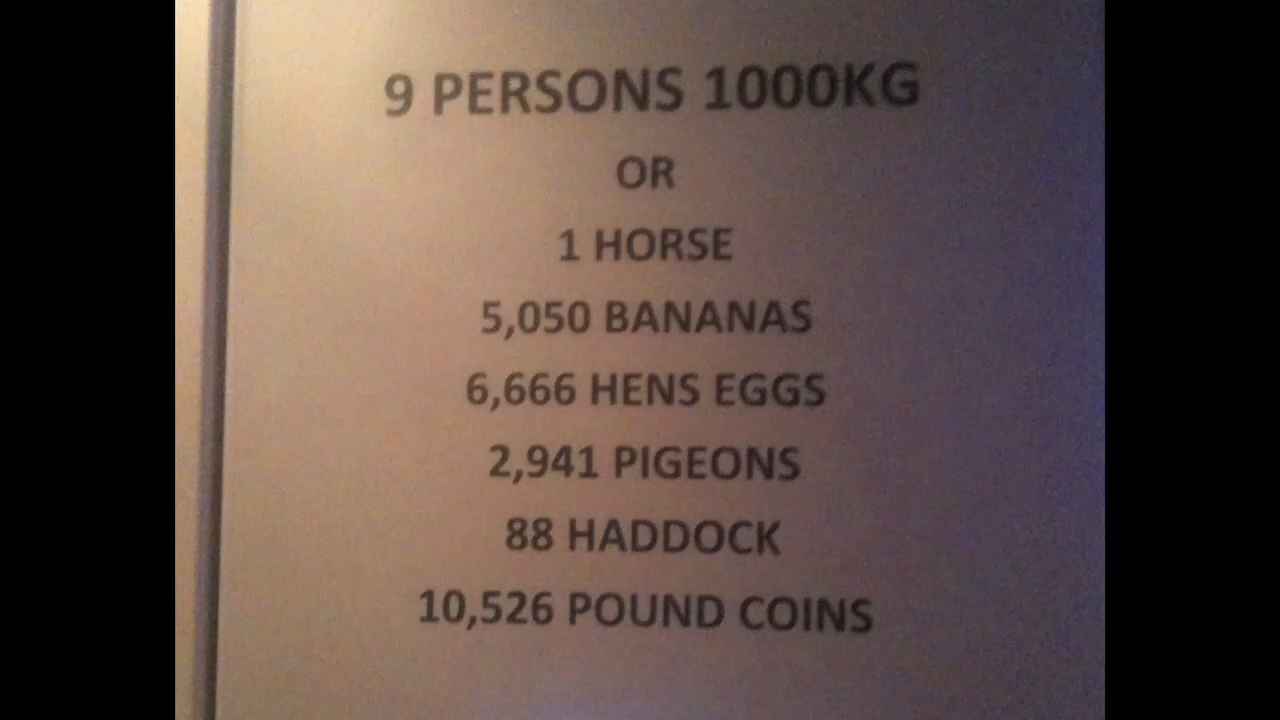 9 PERSONS 1000KG
OR
1 HORSE
5,050 BANANAS
6,666 HENS EGGS
2,941 PIGEONS
88 HADDOCK
10,526 POUND COINS